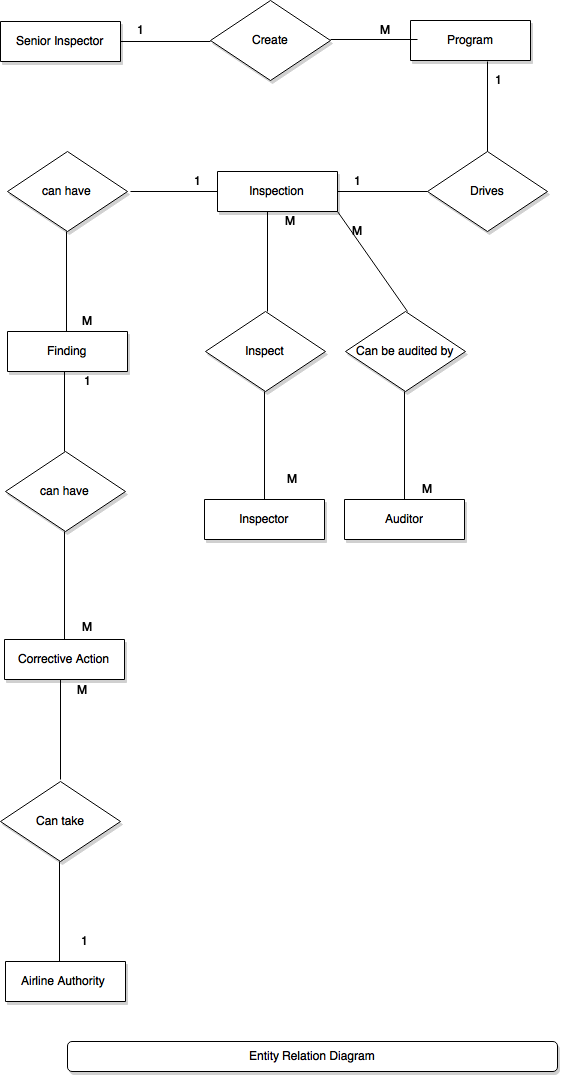 Senior Inspector
1
Create
M
Program
1
can have
1
Inspection
1
Drives
M
M
M
Finding
1
Inspect
Can be audited by
can have
M
M
Inspector
Auditor
M
Corrective Action
M
Can take
1
Airline Authority
Entity Relation Diagram